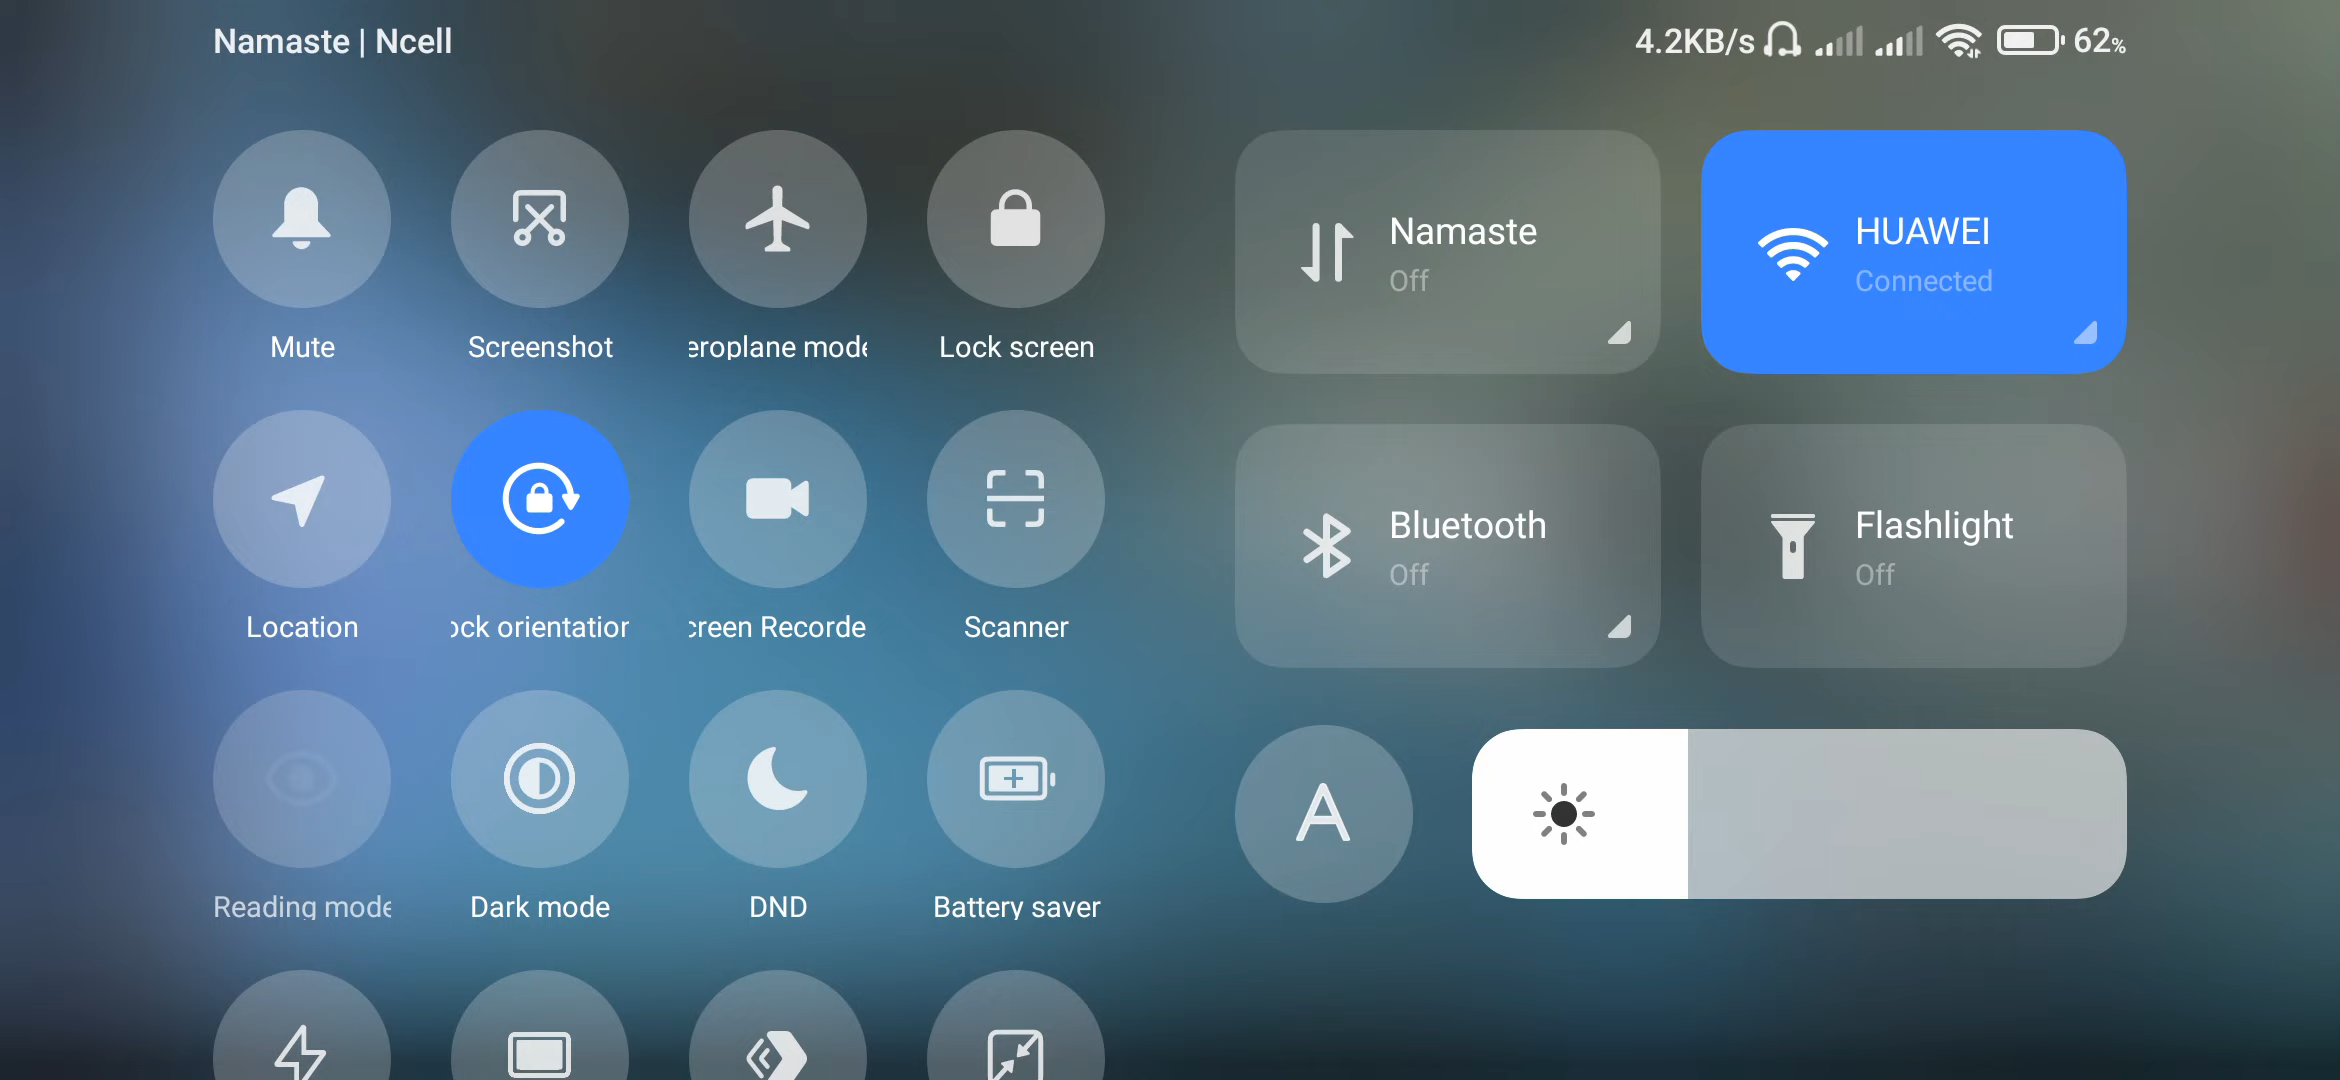 Namaste | Ncell
4.2KB/s 62%
Mute
Screenshot
eroplane mode
Lock screen
Location
ock orientation
creen Recorde
Scanner
Reading mode
Dark mode
DND
Battery saver
Namaste
Off
HUAWEI
Connected
Bluetooth
Off
Flashlight
Off
A